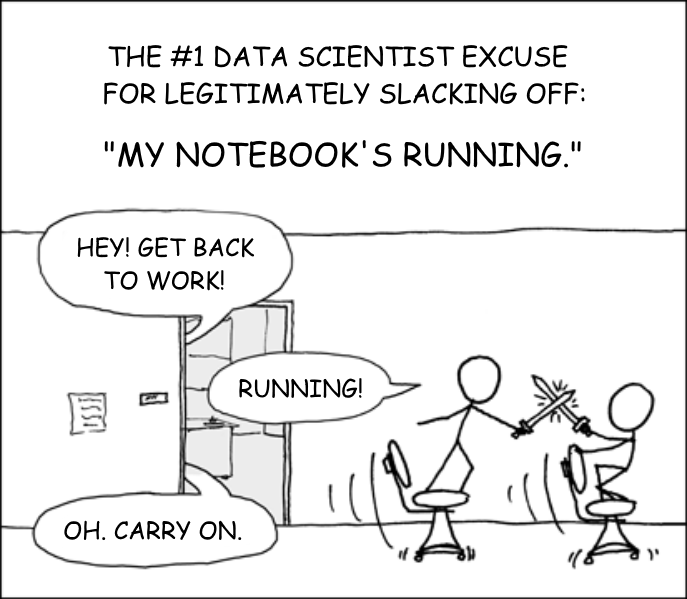 THE #1 DATA SCIENTIST EXCUSE
FOR LEGITIMATELY SLACKING OFF:
"MY NOTEBOOK'S RUNNING."
HEY! GET BACK
TO WORK!
RUNNING!
OH. CARRY ON.